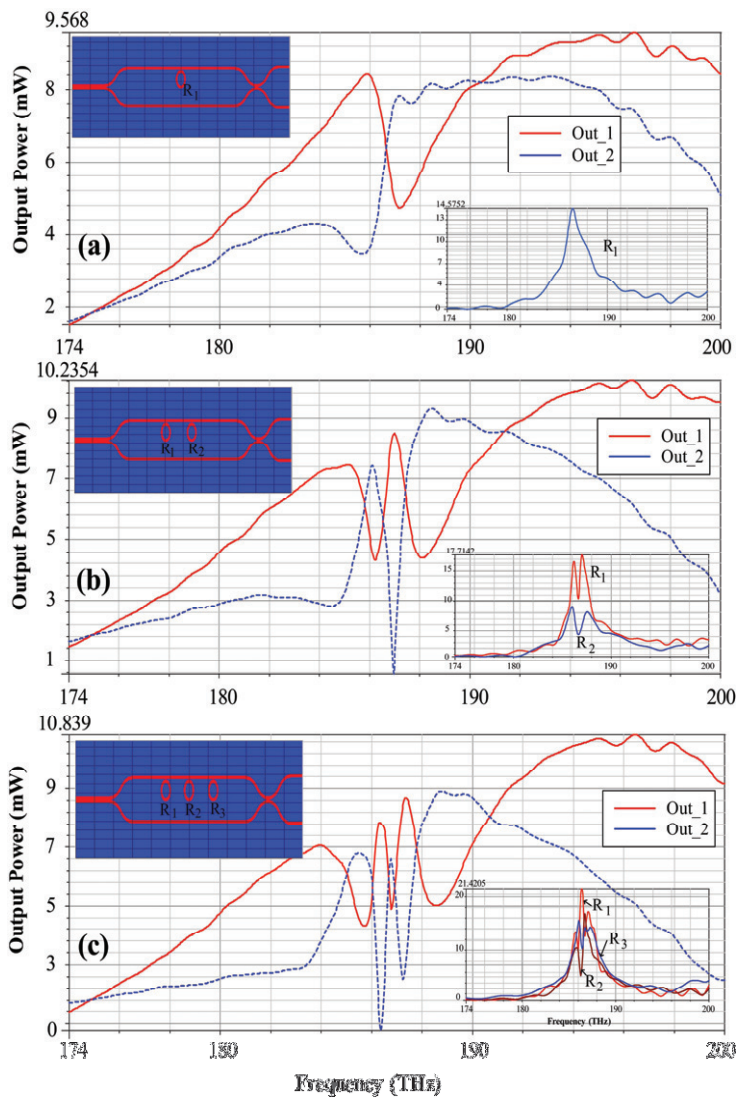 9.568
R1
8
6
4
2
Output Power (mW)
(a)
Out_1
Out_2
14.5752
13
10
7
4
0
R1
174 180 190 200
174 180 190 200
10.2354
R1 R2
9
7
5
3
1
Output Power (mW)
(b)
Out_1
Out_2
17.7142
15
10
5
0
R1
R2
174 180 190 200
174 180 190 200
10.839
R1 R2 R3
9
7
5
3
0
Output Power (mW)
(c)
Out_1
Out_2
21.4205
20
10
0
R1
R3
R2
174 180 190 200
Frequency (THz)
174 180 190 200
Frequency (THz)